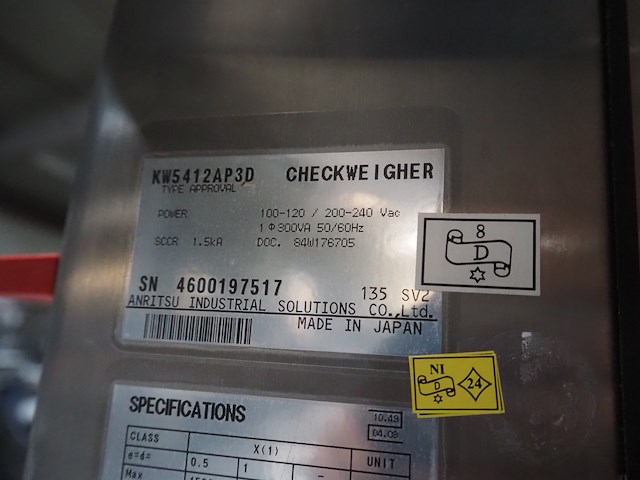 KW5412AP3D CHECKWEIGHER
TYPE APPROVAL
POWER 100-120 / 200-240 Vac
1Φ300VA 50/60Hz
SCCR 1.5kA DOC. 84W176705
SN 4600197517 135 SV2
ANRITSU INDUSTRIAL SOLUTIONS CO.,Ltd.
MADE IN JAPAN
8
D
NI
D
24
SPECIFICATIONS
10.43
04.09
CLASS X(1)
e=d= 0.5 1 - UNIT
Max